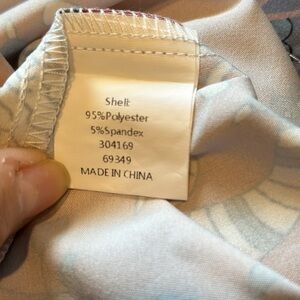 Shell:
95%Polyester
5%Spandex
304169
69349
MADE IN CHINA